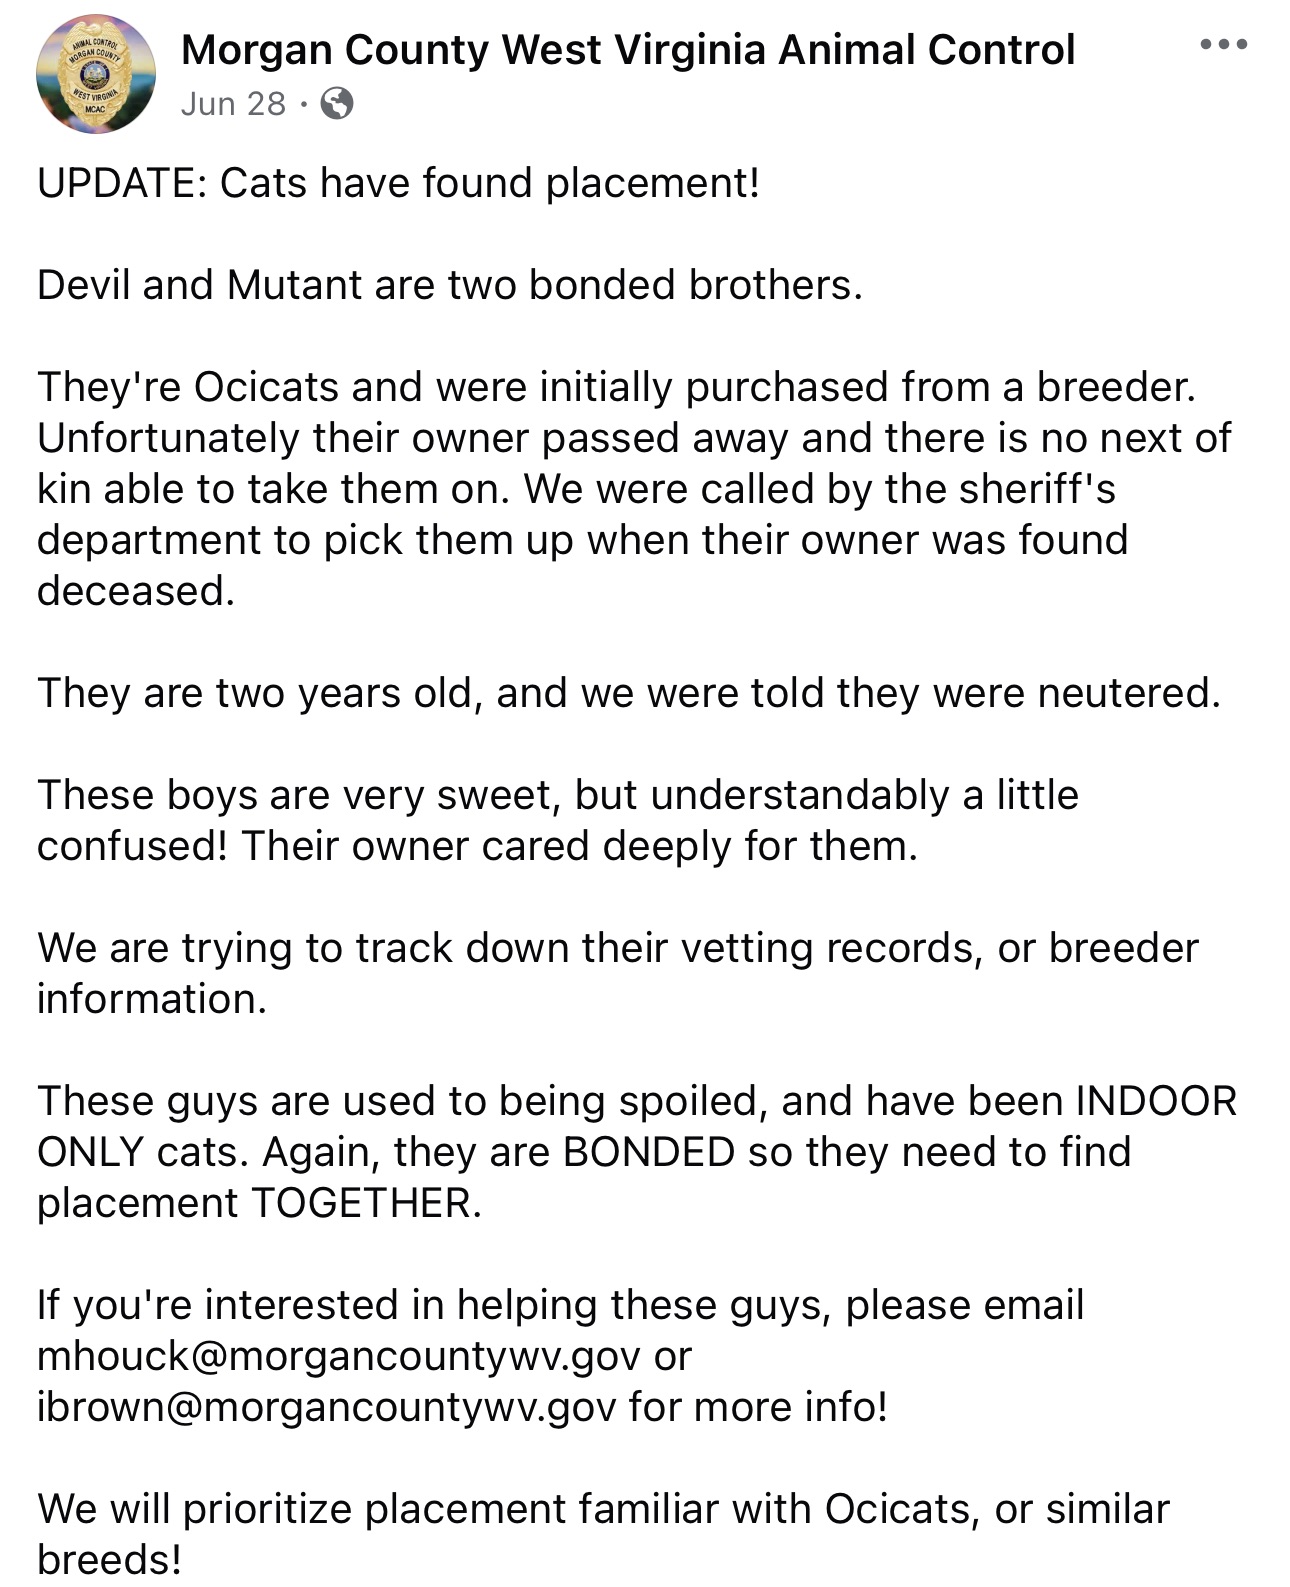 Morgan County West Virginia Animal Control
Jun 28 ·
ANIMAL CONTROL
MORGAN COUNTY
WEST VIRGINIA
MCAC
UPDATE: Cats have found placement!
Devil and Mutant are two bonded brothers.
They're Ocicats and were initially purchased from a breeder.
Unfortunately their owner passed away and there is no next of
kin able to take them on. We were called by the sheriff's
department to pick them up when their owner was found
deceased.
They are two years old, and we were told they were neutered.
These boys are very sweet, but understandably a little
confused! Their owner cared deeply for them.
We are trying to track down their vetting records, or breeder
information.
These guys are used to being spoiled, and have been INDOOR
ONLY cats. Again, they are BONDED so they need to find
placement TOGETHER.
If you're interested in helping these guys, please email
mhouck@morgancountywv.gov or
ibrown@morgancountywv.gov for more info!
We will prioritize placement familiar with Ocicats, or similar
breeds!